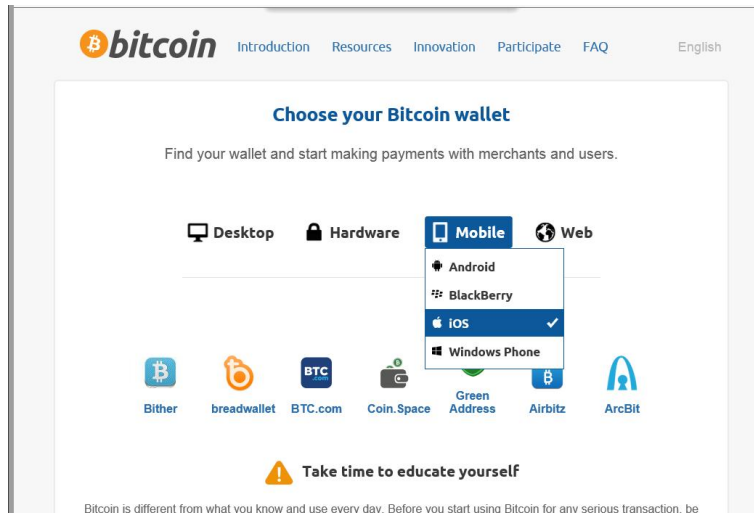 bitcoin Introduction Resources Innovation Participate FAQ English
Choose your Bitcoin wallet
Find your wallet and start making payments with merchants and users.
Desktop Hardware Mobile Web
Android
BlackBerry
iOS
Windows Phone
BTC
.com
Bither breadwallet BTC.com Coin.Space Green Address Airbitz ArcBit
Take time to educate yourself
Bitcoin is different from what you know and use every day. Before you start using Bitcoin for any serious transaction, be